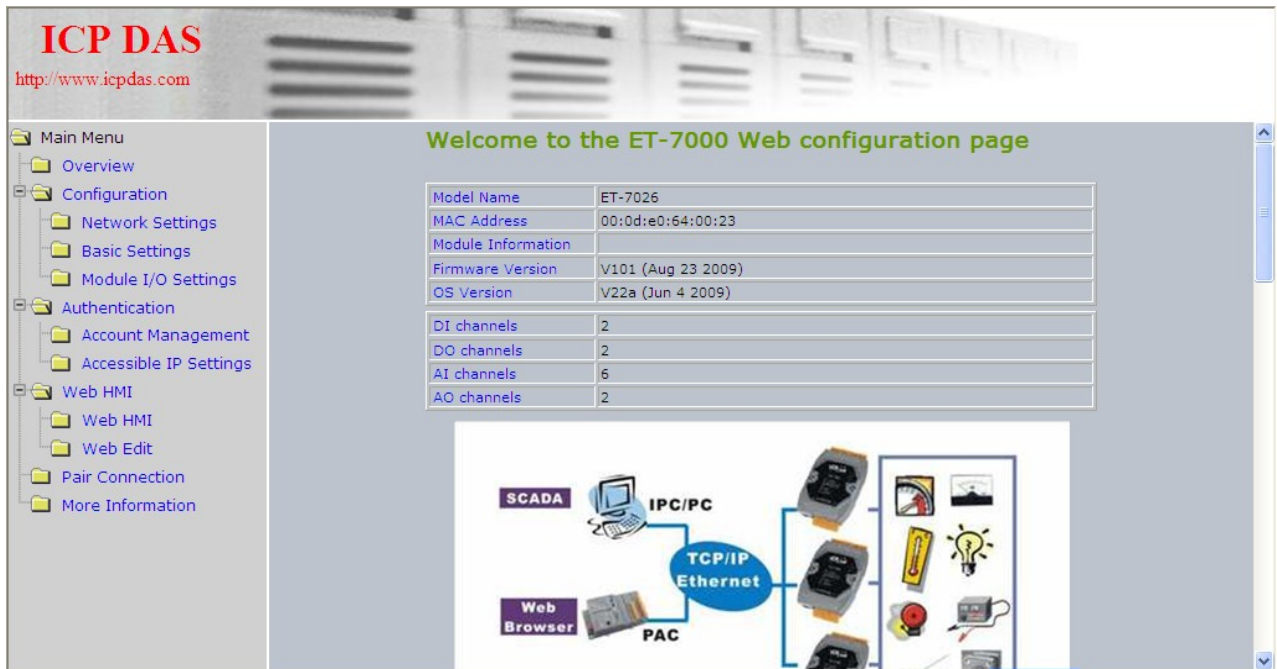 ICP DAS
http://www.icpdas.com
Main Menu
Overview
Configuration
Network Settings
Basic Settings
Module I/O Settings
Authentication
Account Management
Accessible IP Settings
Web HMI
Web HMI
Web Edit
Pair Connection
More Information
Welcome to the ET-7000 Web configuration page
Model Name ET-7026
MAC Address 00:0d:e0:64:00:23
Module Information
Firmware Version V101 (Aug 23 2009)
OS Version V22a (Jun 4 2009)
DI channels 2
DO channels 2
AI channels 6
AO channels 2
SCADA
IPC/PC
TCP/IP
Ethernet
Web
Browser
PAC